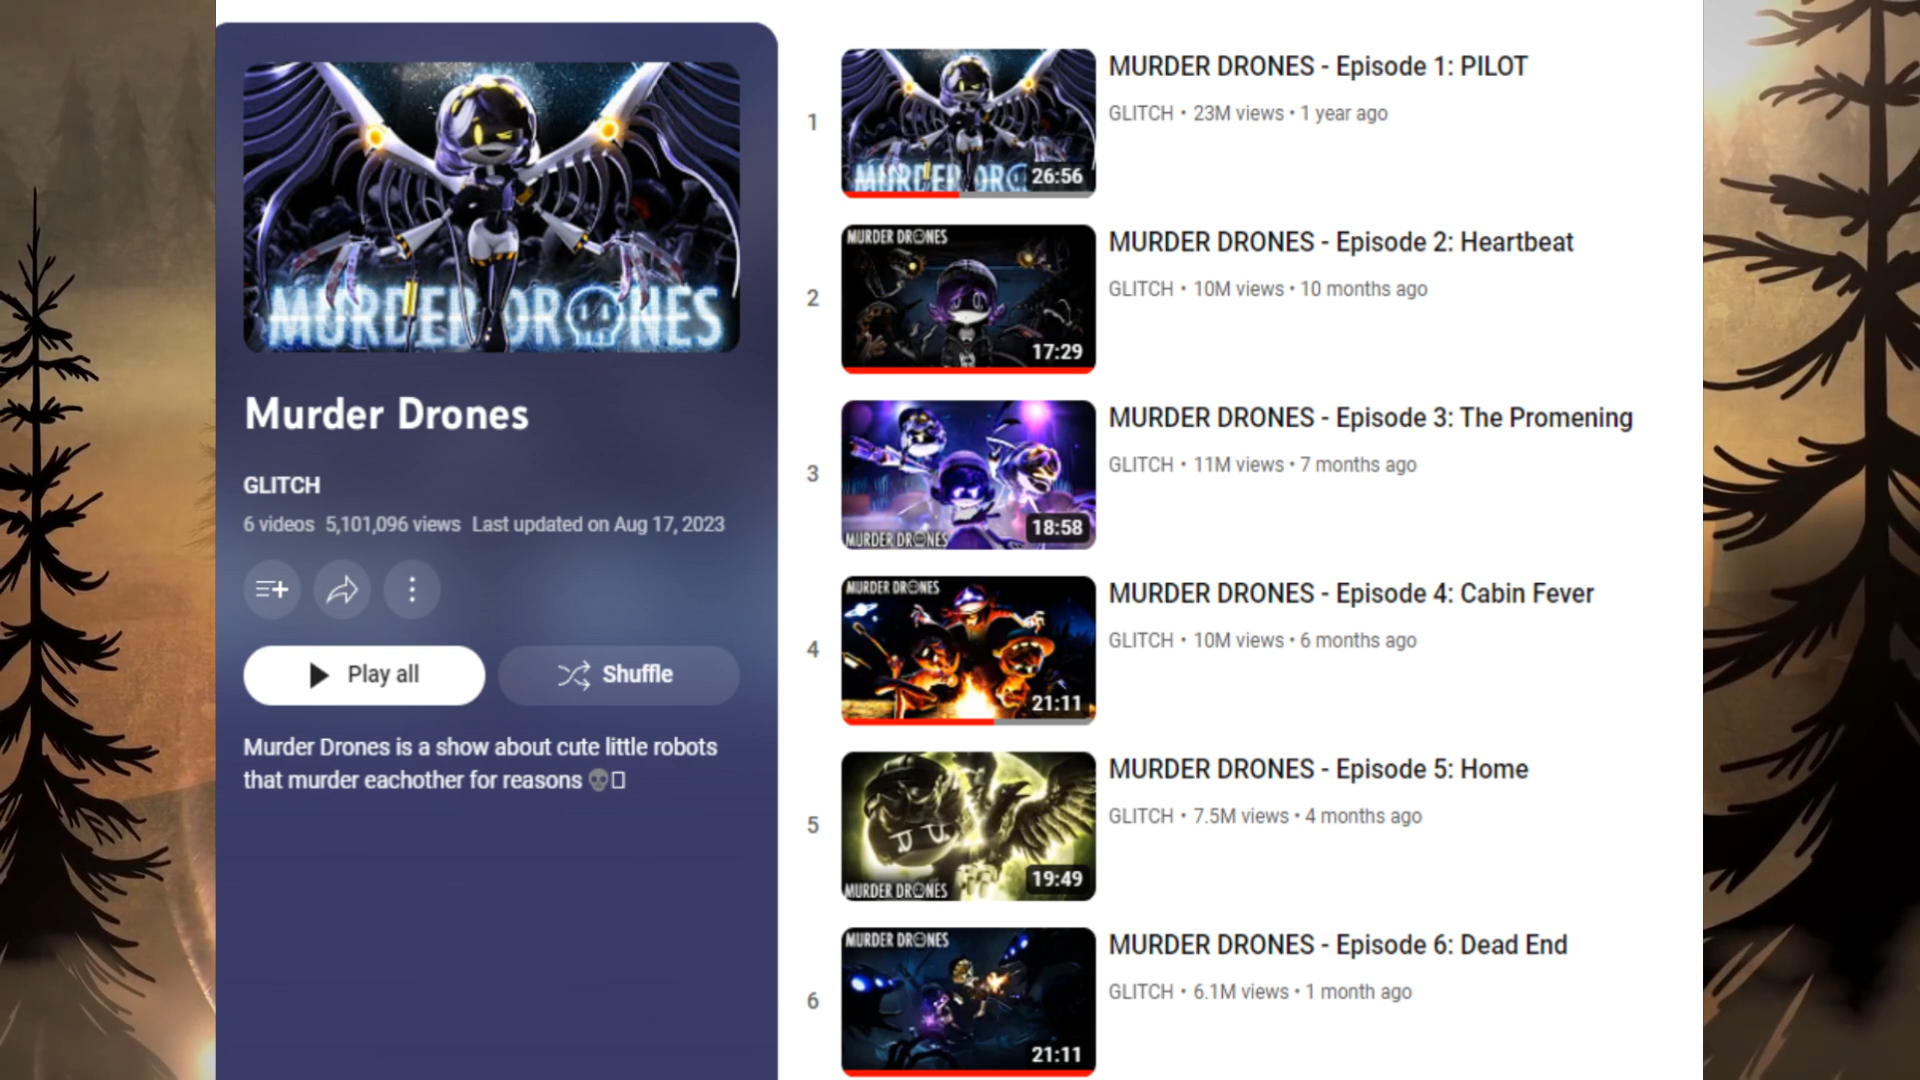 MURDER DRONES
Murder Drones
GLITCH
6 videos 5,101,096 views Last updated on Aug 17, 2023
Play all
Shuffle
Murder Drones is a show about cute little robots
that murder eachother for reasons 💀
1
MURDER DRONES
26:56
MURDER DRONES - Episode 1: PILOT
GLITCH • 23M views • 1 year ago
2
MURDER DRONES
17:29
MURDER DRONES - Episode 2: Heartbeat
GLITCH • 10M views • 10 months ago
3
MURDER DRONES
18:58
MURDER DRONES - Episode 3: The Promening
GLITCH • 11M views • 7 months ago
4
MURDER DRONES
21:11
MURDER DRONES - Episode 4: Cabin Fever
GLITCH • 10M views • 6 months ago
5
MURDER DRONES
19:49
MURDER DRONES - Episode 5: Home
GLITCH • 7.5M views • 4 months ago
6
MURDER DRONES
21:11
MURDER DRONES - Episode 6: Dead End
GLITCH • 6.1M views • 1 month ago